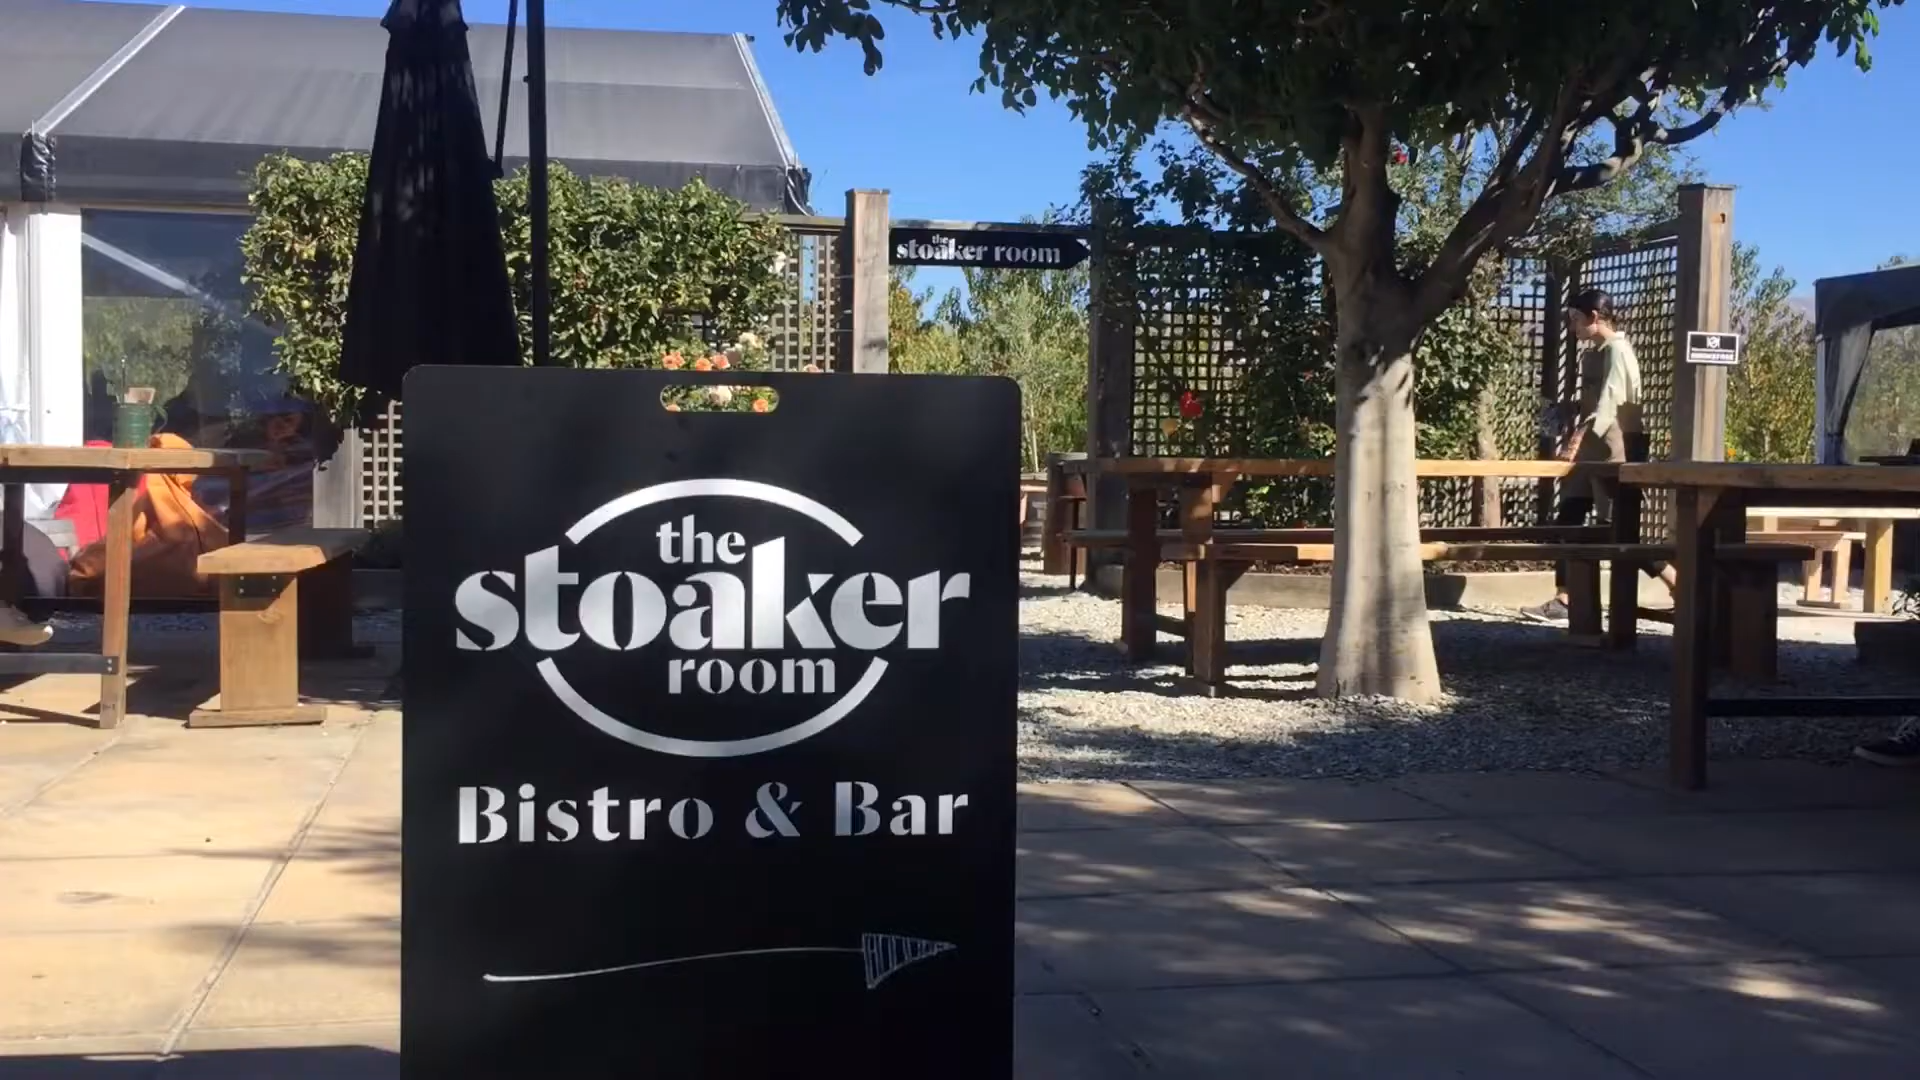 the
stoaker room
the
stoaker
room
Bistro & Bar